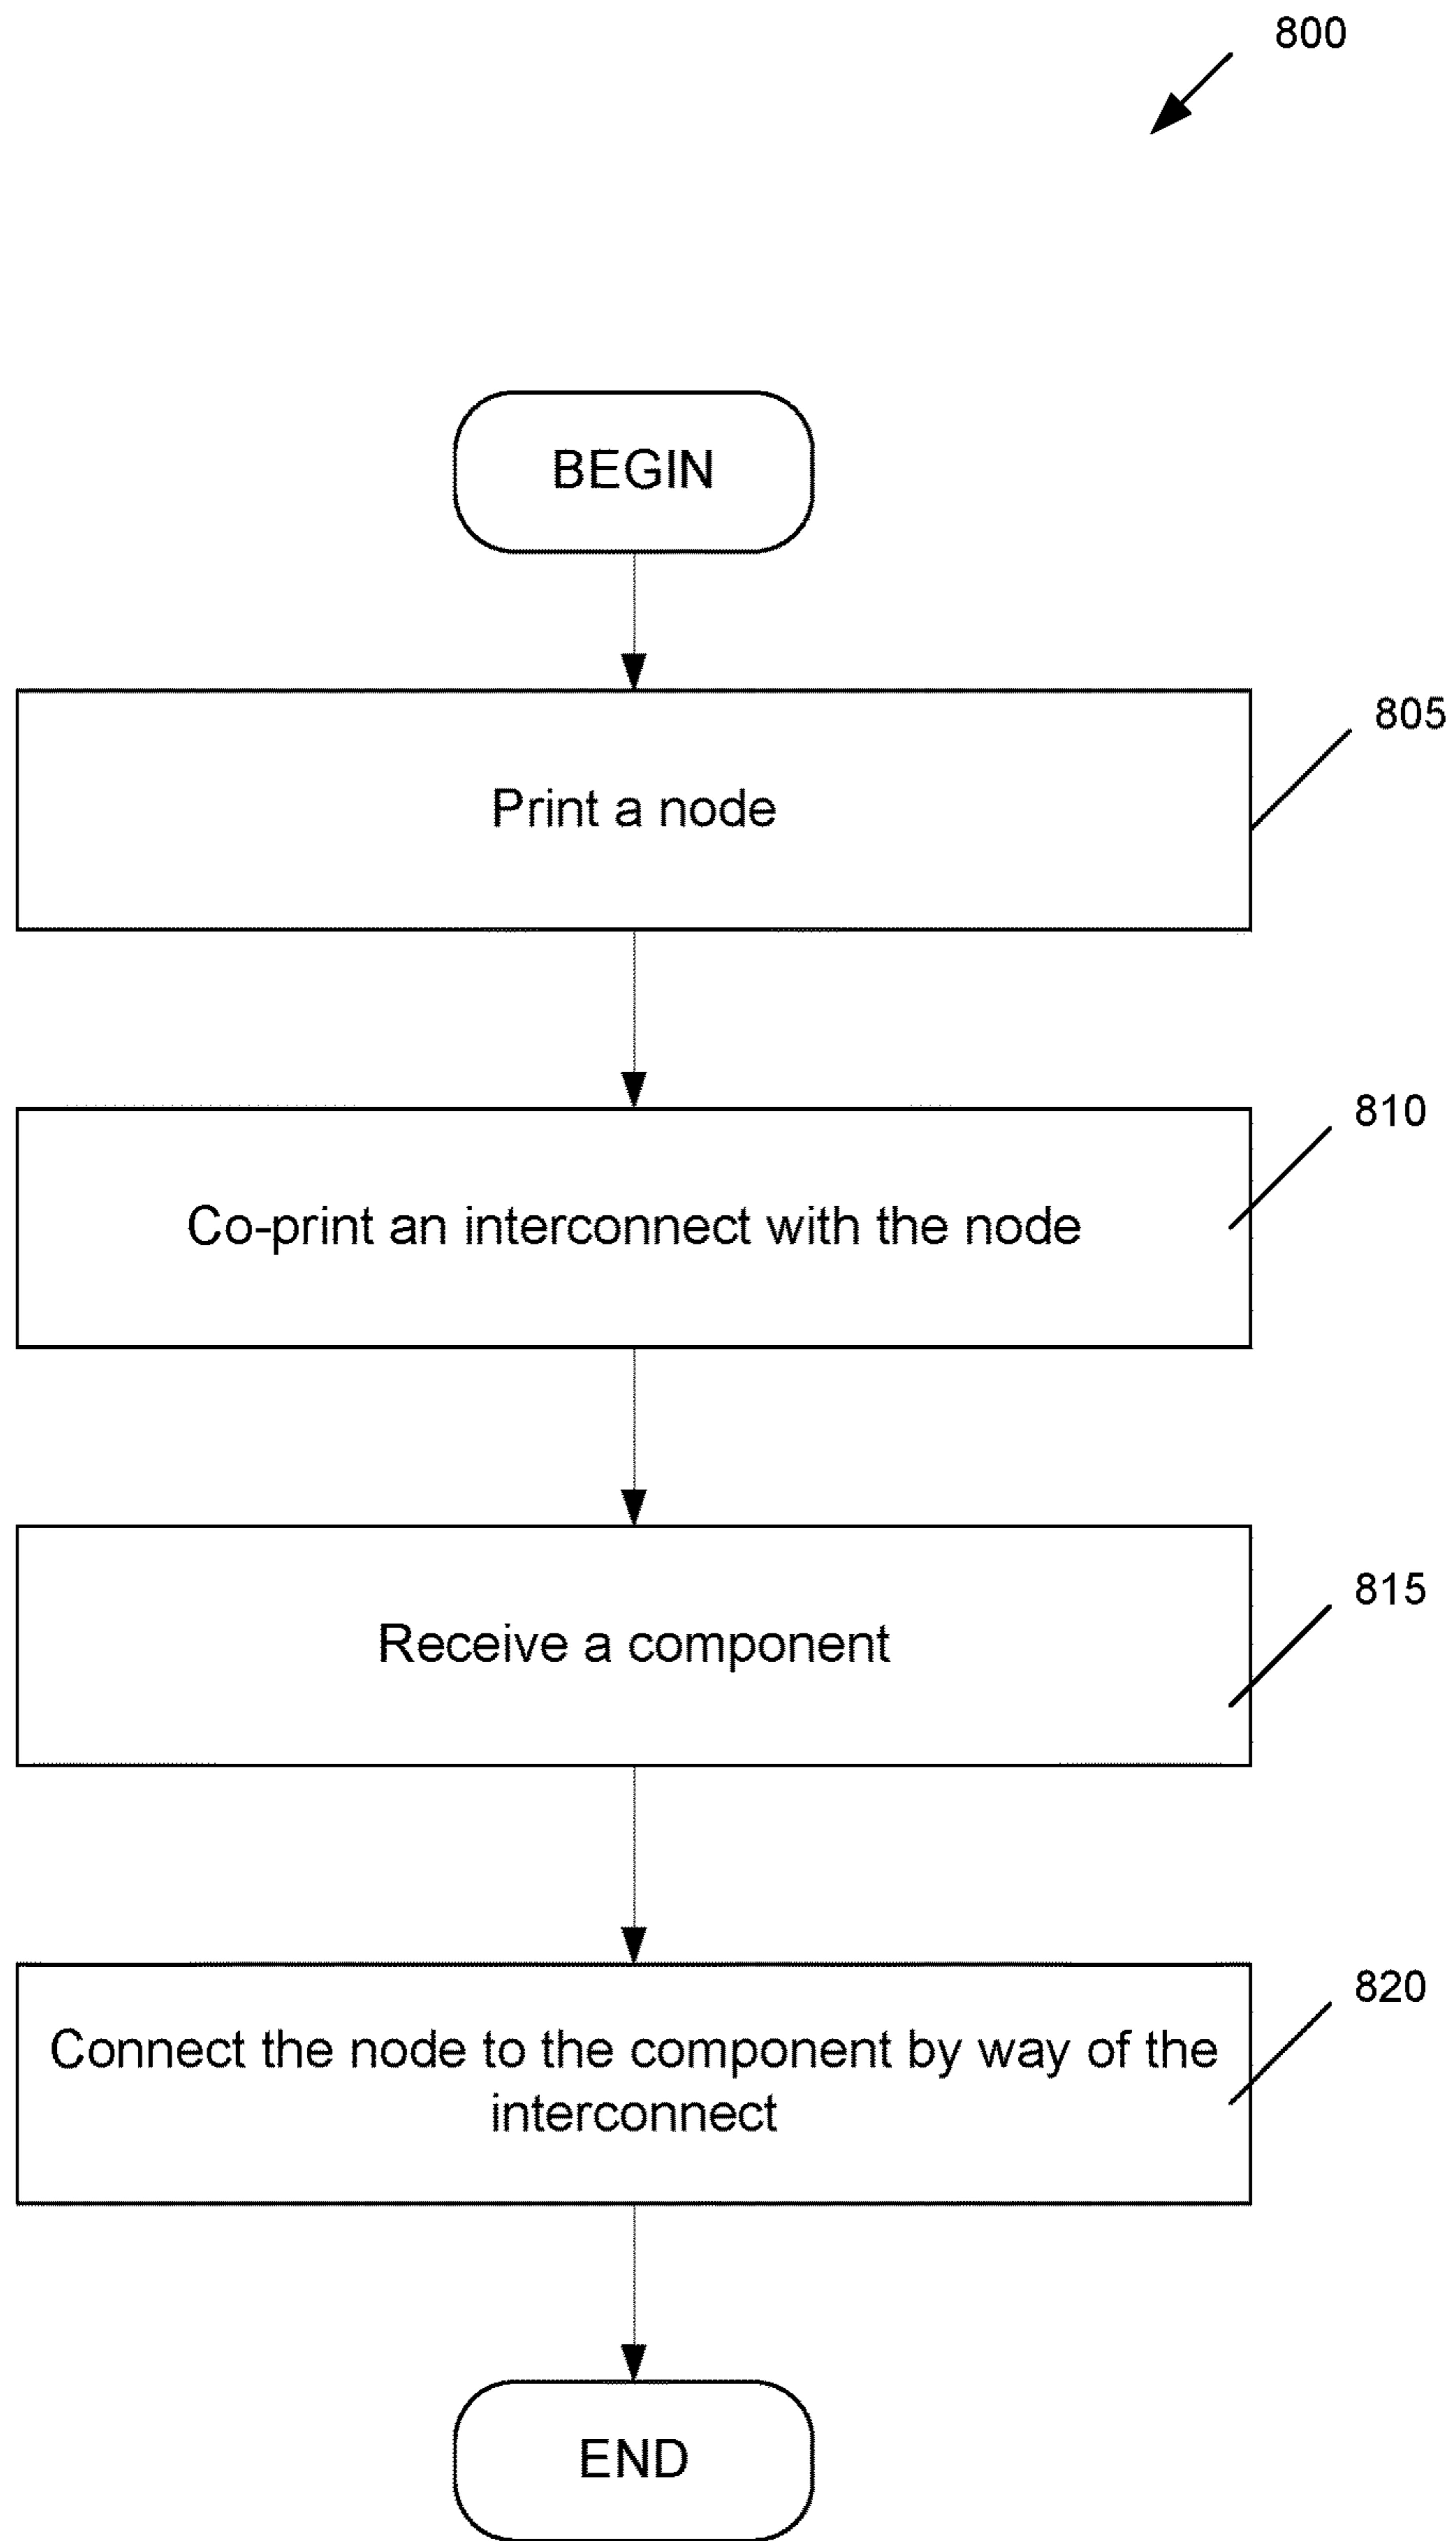 800
BEGIN
805
Print a node
810
Co-print an interconnect with the node
815
Receive a component
820
Connect the node to the component by way of the
interconnect
END